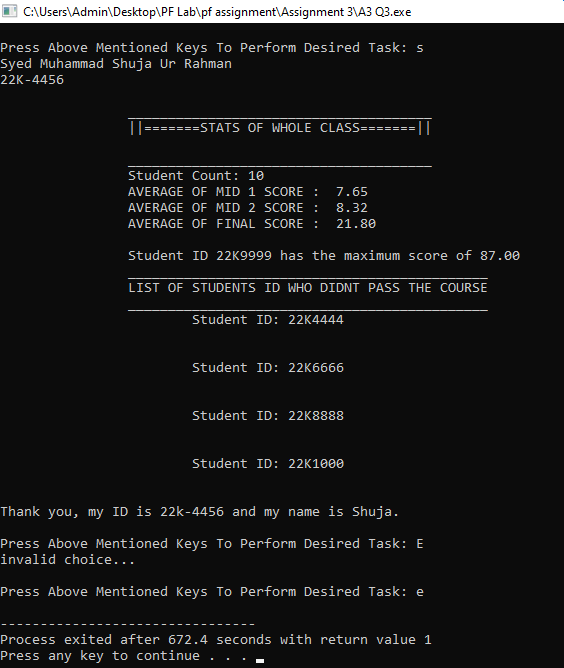 C:\Users\Admin\Desktop\PF Lab\pf assignment\Assignment 3\A3 Q3.exe
Press Above Mentioned Keys To Perform Desired Task: s
Syed Muhammad Shuja Ur Rahman
22K-4456
______________________________________
||=======STATS OF WHOLE CLASS=======||
______________________________________
Student Count: 10
AVERAGE OF MID 1 SCORE :  7.65
AVERAGE OF MID 2 SCORE :  8.32
AVERAGE OF FINAL SCORE :  21.80
Student ID 22K9999 has the maximum score of 87.00
_____________________________________________
LIST OF STUDENTS ID WHO DIDNT PASS THE COURSE
_____________________________________________
Student ID: 22K4444
Student ID: 22K6666
Student ID: 22K8888
Student ID: 22K1000
Thank you, my ID is 22k-4456 and my name is Shuja.
Press Above Mentioned Keys To Perform Desired Task: E
invalid choice...
Press Above Mentioned Keys To Perform Desired Task: e
--------------------------------
Process exited after 672.4 seconds with return value 1
Press any key to continue . . .